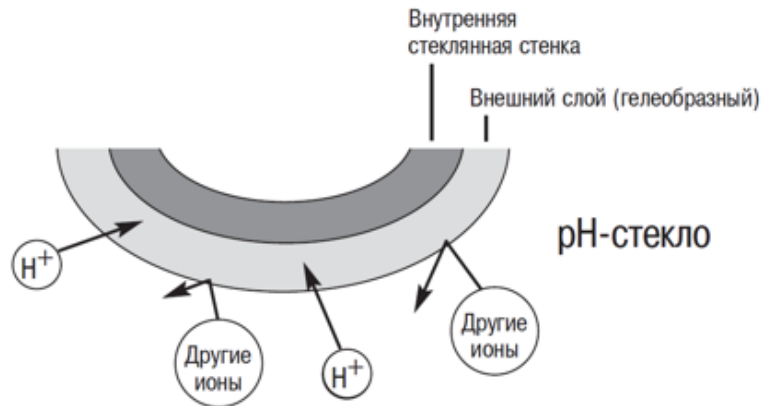 Внутренняя
стеклянная стенка
Внешний слой (гелеобразный)
pH-стекло
H+
Другие
ионы
H+
Другие
ионы